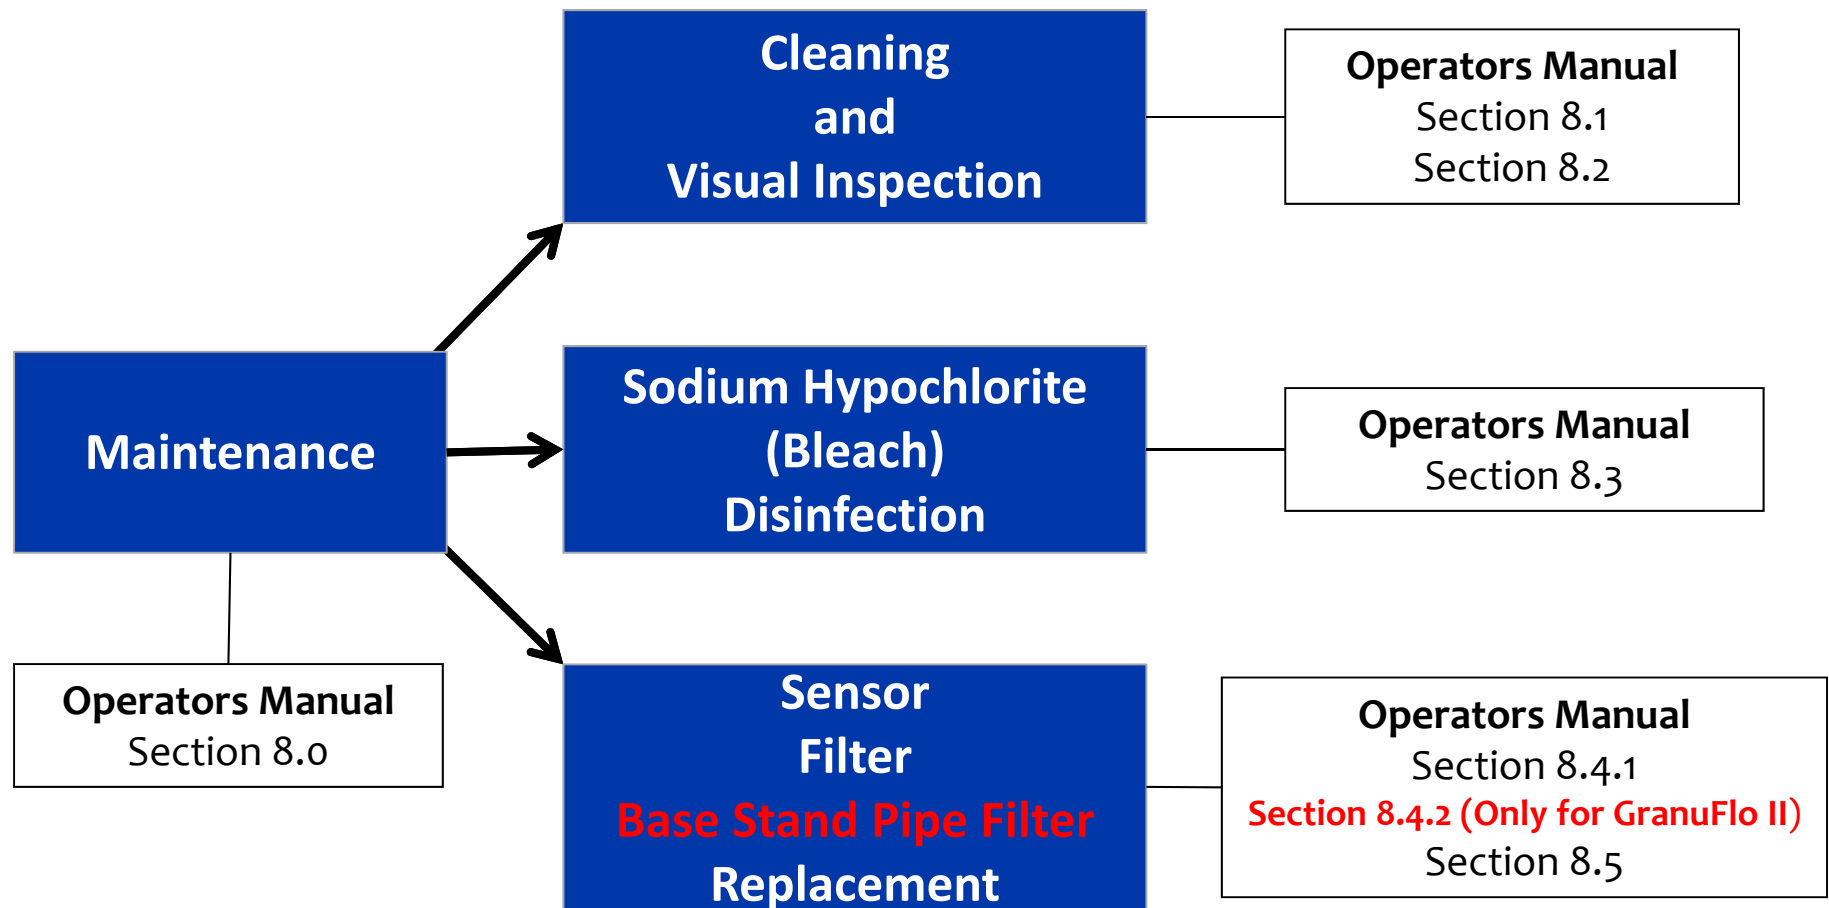 Cleaning
and
Visual Inspection
Operators Manual
Section 8.1
Section 8.2
Maintenance
Operators Manual
Section 8.0
Sodium Hypochlorite
(Bleach)
Disinfection
Operators Manual
Section 8.3
Sensor
Filter
Base Stand Pipe Filter
Replacement
Operators Manual
Section 8.4.1
Section 8.4.2 (Only for GranuFlo II)
Section 8.5